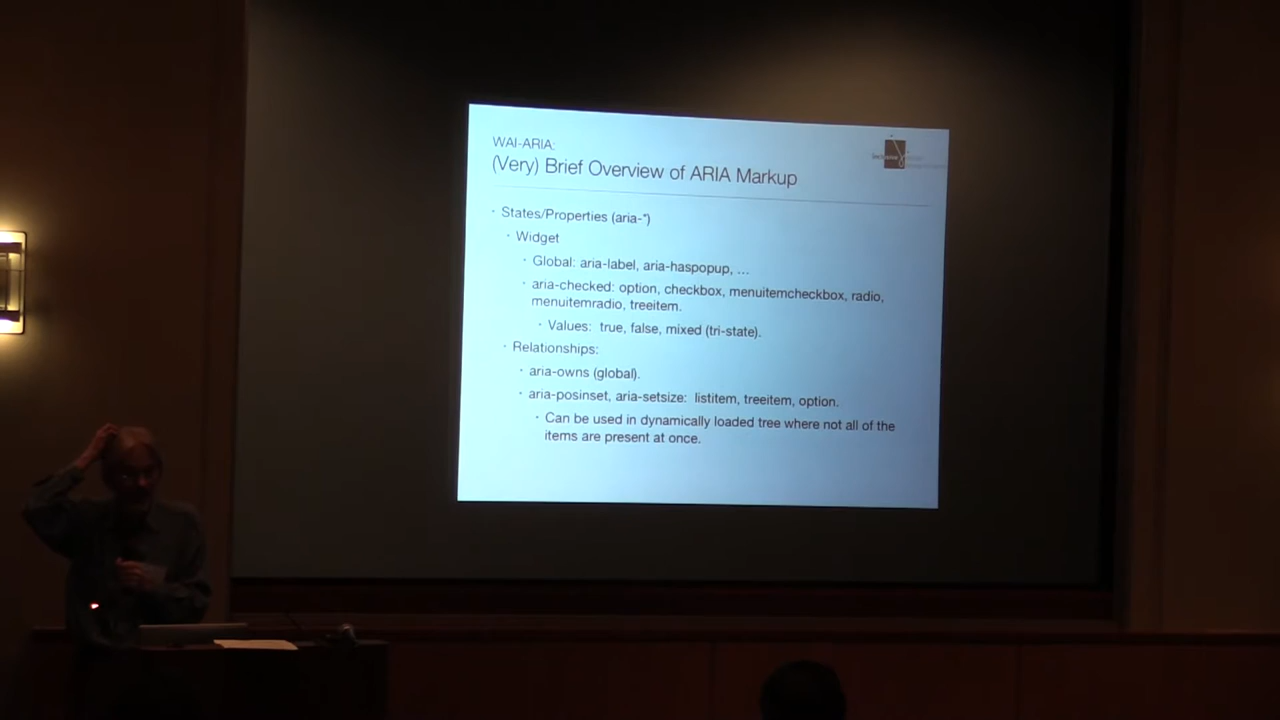 WAI-ARIA:
(Very) Brief Overview of ARIA Markup
· States/Properties (aria-*)
· Widget
· Global: aria-label, aria-haspopup, ...
· aria-checked: option, checkbox, menuitemcheckbox, radio,
menuitemradio, treeitem.
· Values: true, false, mixed (tri-state).
· Relationships:
· aria-owns (global).
· aria-posinset, aria-setsize: listitem, treeitem, option.
· Can be used in dynamically loaded tree where not all of the
items are present at once.